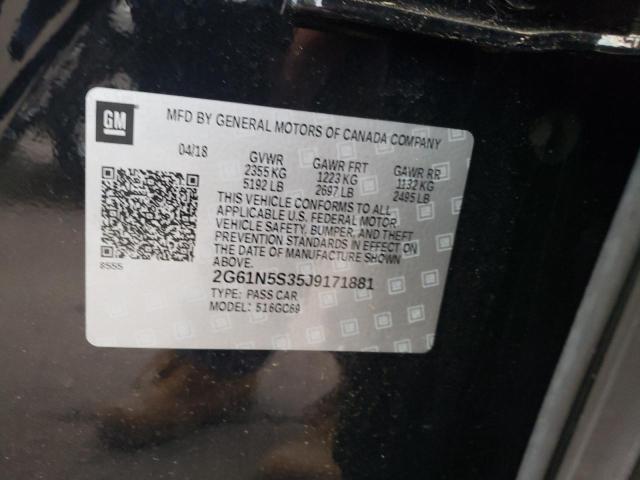 GM
MFD BY GENERAL MOTORS OF CANADA COMPANY
04/18 GVWR GAWR FRT GAWR RR
2355 KG 1223 KG 1132 KG
5192 LB 2697 LB 2495 LB
THIS VEHICLE CONFORMS TO ALL
APPLICABLE U.S. FEDERAL MOTOR
VEHICLE SAFETY, BUMPER, AND THEFT
PREVENTION STANDARDS IN EFFECT ON
THE DATE OF MANUFACTURE SHOWN
ABOVE.
8555
2G61N5S35J9171881
TYPE: PASS CAR
MODEL: 516GC69